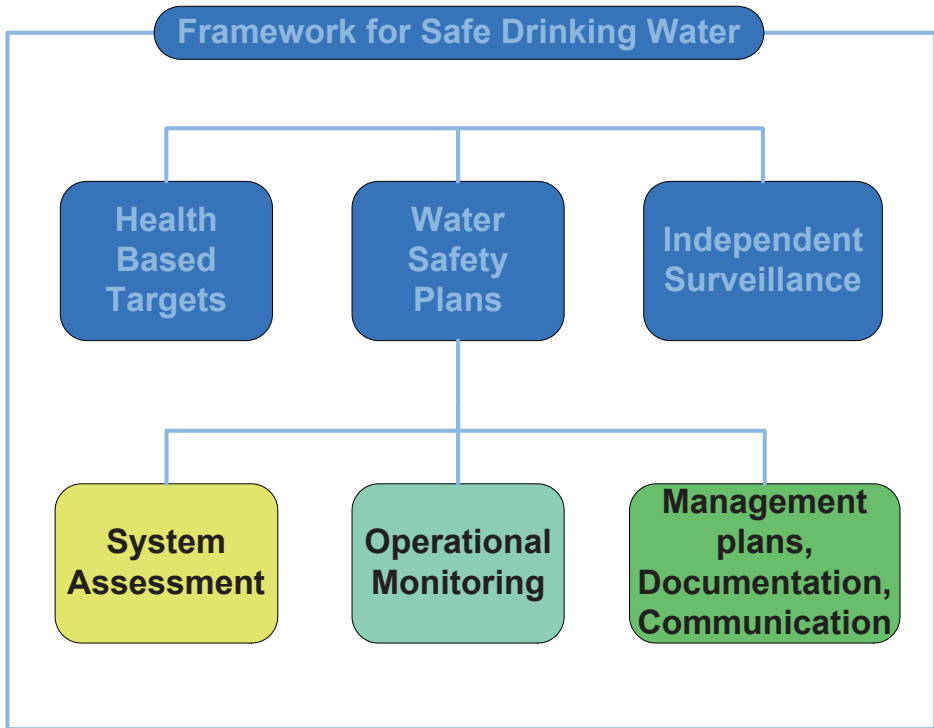 Framework for Safe Drinking Water
Health
Based
Targets
Water
Safety
Plans
Independent
Surveillance
System
Assessment
Operational
Monitoring
Management
plans,
Documentation,
Communication